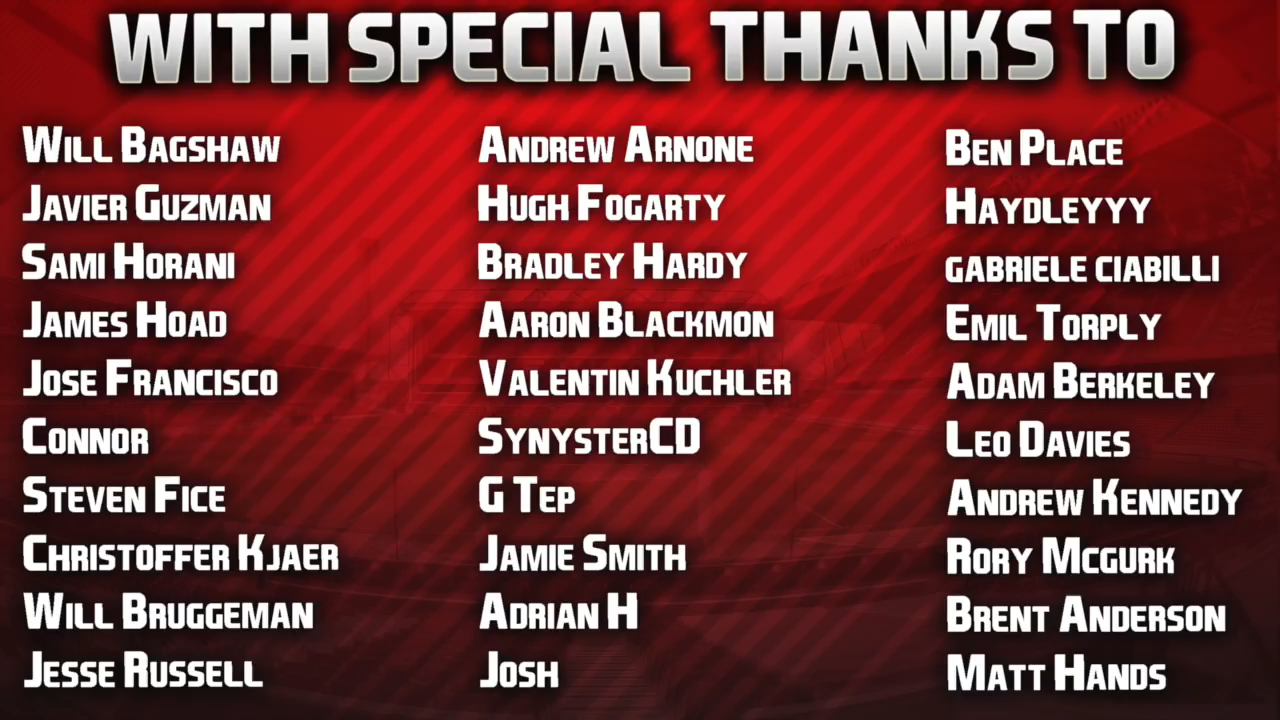 WITH SPECIAL THANKS TO
Will Bagshaw
Javier Guzman
Sami Horani
James Hoad
Jose Francisco
Connor
Steven Fice
Christoffer Kjaer
Will Bruggeman
Jesse Russell
Andrew Arnone
Hugh Fogarty
Bradley Hardy
Aaron Blackmon
Valentin Kuchler
SynysterCD
G Tep
Jamie Smith
Adrian H
Josh
Ben Place
Haydleyyy
gabriele ciabilli
Emil Torply
Adam Berkeley
Leo Davies
Andrew Kennedy
Rory Mcgurk
Brent Anderson
Matt Hands